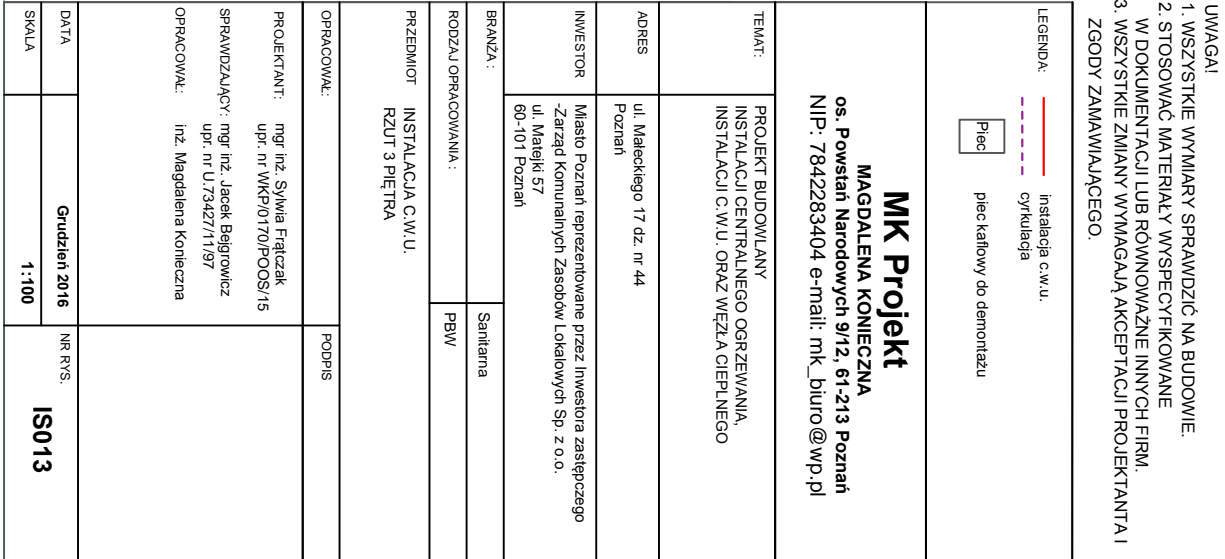 UWAGA!
1. WSZYSTKIE WYMIARY SPRAWDZIĆ NA BUDOWIE.
2. STOSOWAĆ MATERIAŁY WYSPECYFIKOWANE
W DOKUMENTACJI LUB RÓWNOWAŻNE INNYCH FIRM.
3. WSZYSTKIE ZMIANY WYMAGAJĄ AKCEPTACJI PROJEKTANTA I
ZGODY ZAMAWIAJĄCEGO.
LEGENDA:
instalacja c.w.u.
cyrkulacja
Piec piec kaflowy do demontażu
MK Projekt
MAGDALENA KONIECZNA
os. Powstań Narodowych 9/12, 61-213 Poznań
NIP: 7842283404 e-mail: mk_biuro@wp.pl
TEMAT: PROJEKT BUDOWLANY
INSTALACJI CENTRALNEGO OGRZEWANIA,
INSTALACJI C.W.U. ORAZ WĘZŁA CIEPLNEGO
ADRES ul. Małeckiego 17 dz. nr 44
Poznań
INWESTOR Miasto Poznań reprezentowane przez Inwestora zastępczego
-Zarząd Komunalnych Zasobów Lokalowych Sp. z o.o.
ul. Matejki 57
60-101 Poznań
BRANŻA : Sanitarna
RODZAJ OPRACOWANIA : PBW
PRZEDMIOT INSTALACJA C.W.U.
RZUT 3 PIĘTRA
OPRACOWAŁ: PODPIS
PROJEKTANT: mgr inż. Sylwia Frątczak
upr. nr WKP/0170/POOS/15
SPRAWDZAJĄCY: mgr inż. Jacek Bejgrowicz
upr. nr U.73427/11/97
OPRACOWAŁ: inż. Magdalena Konieczna
DATA Grudzień 2016 NR RYS.
SKALA 1:100 IS013